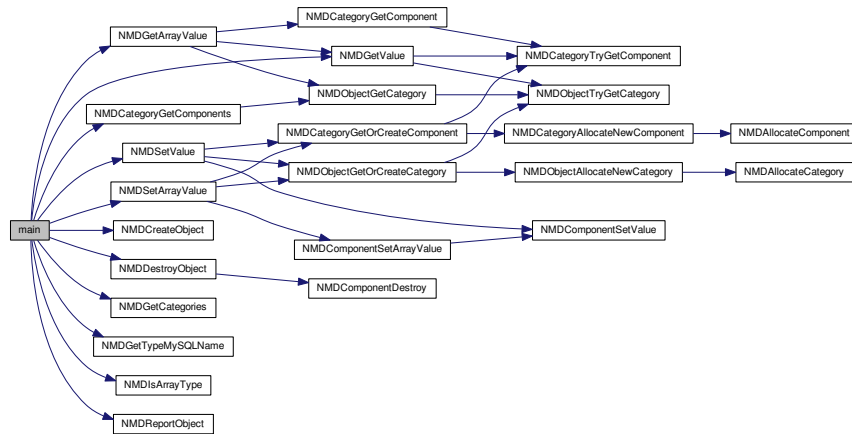 main
NMDGetArrayValue
NMDCategoryGetComponents
NMDSetValue
NMDSetArrayValue
NMDCreateObject
NMDDestroyObject
NMDGetCategories
NMDGetTypeMySQLName
NMDIsArrayType
NMDReportObject
NMDCategoryGetComponent
NMDGetValue
NMDObjectGetCategory
NMDCategoryGetOrCreateComponent
NMDObjectGetOrCreateCategory
NMDComponentSetArrayValue
NMDComponentDestroy
NMDCategoryTryGetComponent
NMDObjectTryGetCategory
NMDCategoryAllocateNewComponent
NMDObjectAllocateNewCategory
NMDComponentSetValue
NMDAllocateComponent
NMDAllocateCategory